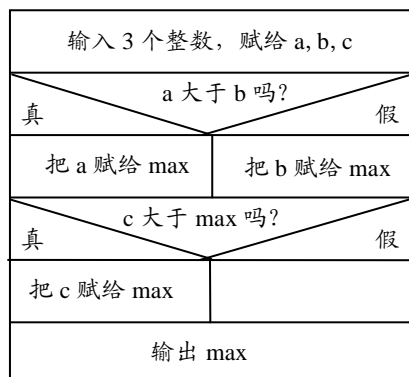 输入 3 个整数，赋给 a, b, c
a 大于 b 吗?
真 假
把 a 赋给 max 把 b 赋给 max
c 大于 max 吗?
真 假
把 c 赋给 max
输出 max